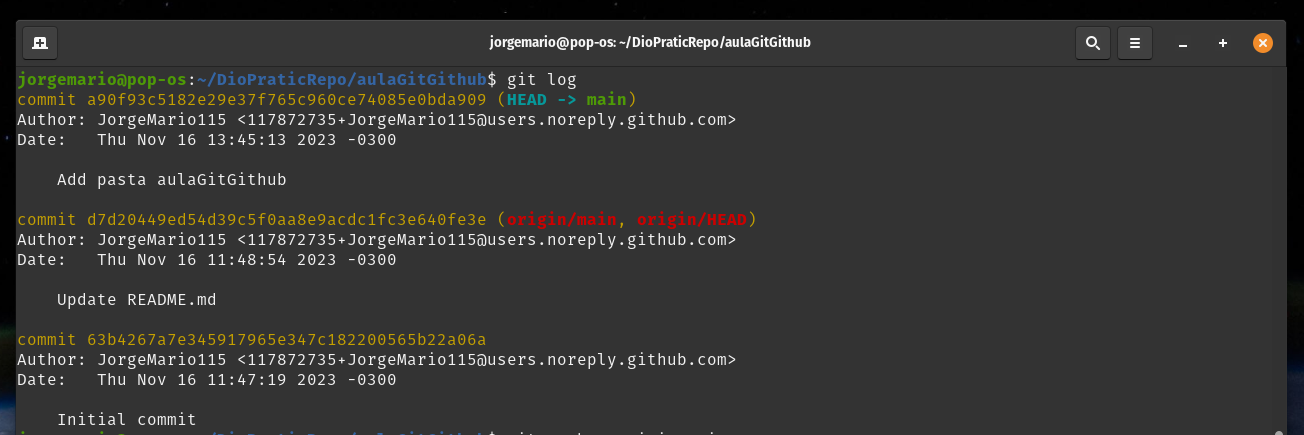 jorgemario@pop-os: ~/DioPraticRepo/aulaGitGithub
jorgemario@pop-os:~/DioPraticRepo/aulaGitGithub$ git log
commit a90f93c5182e29e37f765c960ce74085e0bda909 (HEAD -> main)
Author: JorgeMario115 <117872735+JorgeMario115@users.noreply.github.com>
Date:   Thu Nov 16 13:45:13 2023 -0300
    Add pasta aulaGitGithub
commit d7d20449ed54d39c5f0aa8e9acdc1fc3e640fe3e (origin/main, origin/HEAD)
Author: JorgeMario115 <117872735+JorgeMario115@users.noreply.github.com>
Date:   Thu Nov 16 11:48:54 2023 -0300
    Update README.md
commit 63b4267a7e345917965e347c182200565b22a06a
Author: JorgeMario115 <117872735+JorgeMario115@users.noreply.github.com>
Date:   Thu Nov 16 11:47:19 2023 -0300
    Initial commit